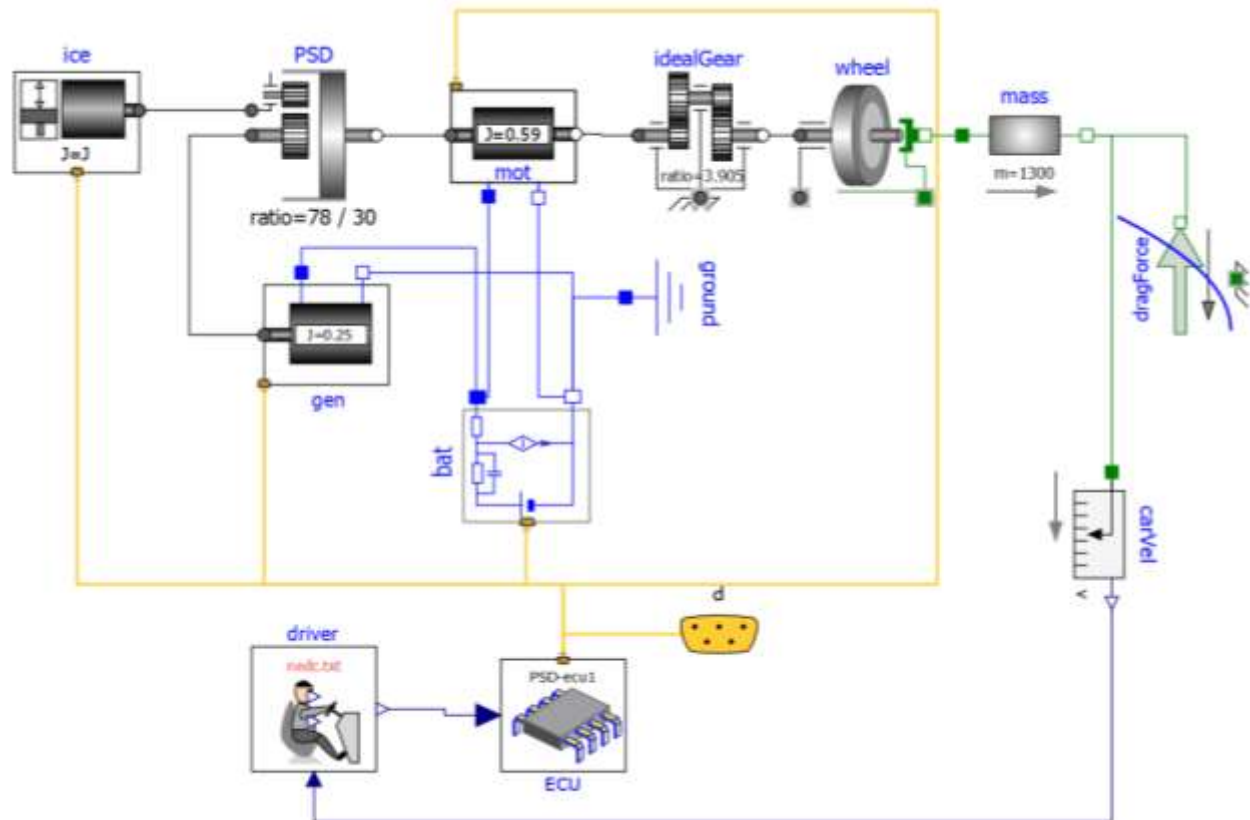 ice
J=J
PSD
ratio=78 / 30
J=0.59
mot
idealGear
ratio=3.905
wheel
mass
m=1300
dragForce
J=0.25
gen
ground
bat
carVel
v
d
driver
nedc.txt
PSD-ecu1
ECU